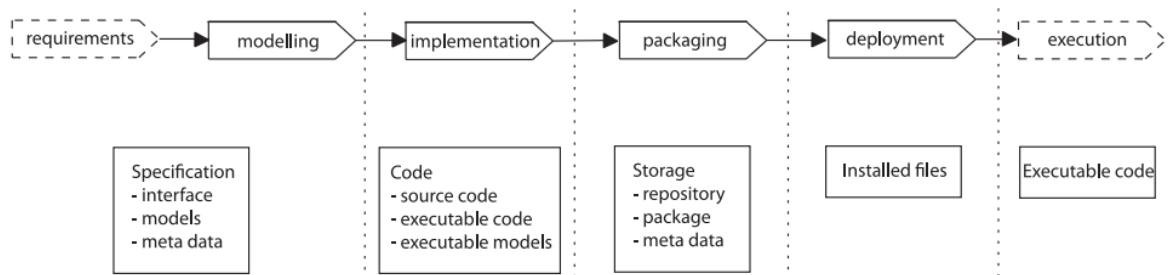 requirements
modelling
implementation
packaging
deployment
execution
Specification
- interface
- models
- meta data
Code
- source code
- executable code
- executable models
Storage
- repository
- package
- meta data
Installed files
Executable code